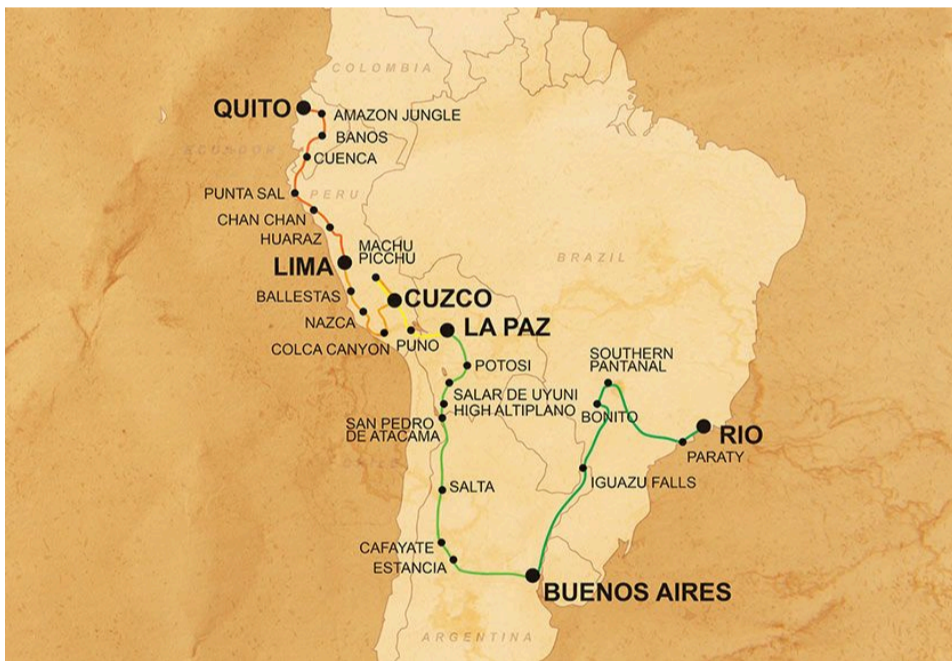 COLOMBIA
QUITO
AMAZON JUNGLE
BANOS
ECUADOR
CUENCA
PUNTA SAL
PERU
CHAN CHAN
HUARAZ
MACHU
PICCHU
BRAZIL
LIMA
CUZCO
BALLESTAS
NAZCA
LA PAZ
COLCA CANYON
PUNO
POTOSI
SOUTHERN
PANTANAL
SALAR DE UYUNI
HIGH ALTIPLANO
BONITO
SAN PEDRO
DE ATACAMA
RIO
PARATY
CHILE
IGUAZU FALLS
SALTA
CAFAYATE
ESTANCIA
BUENOS AIRES
ARGENTINA